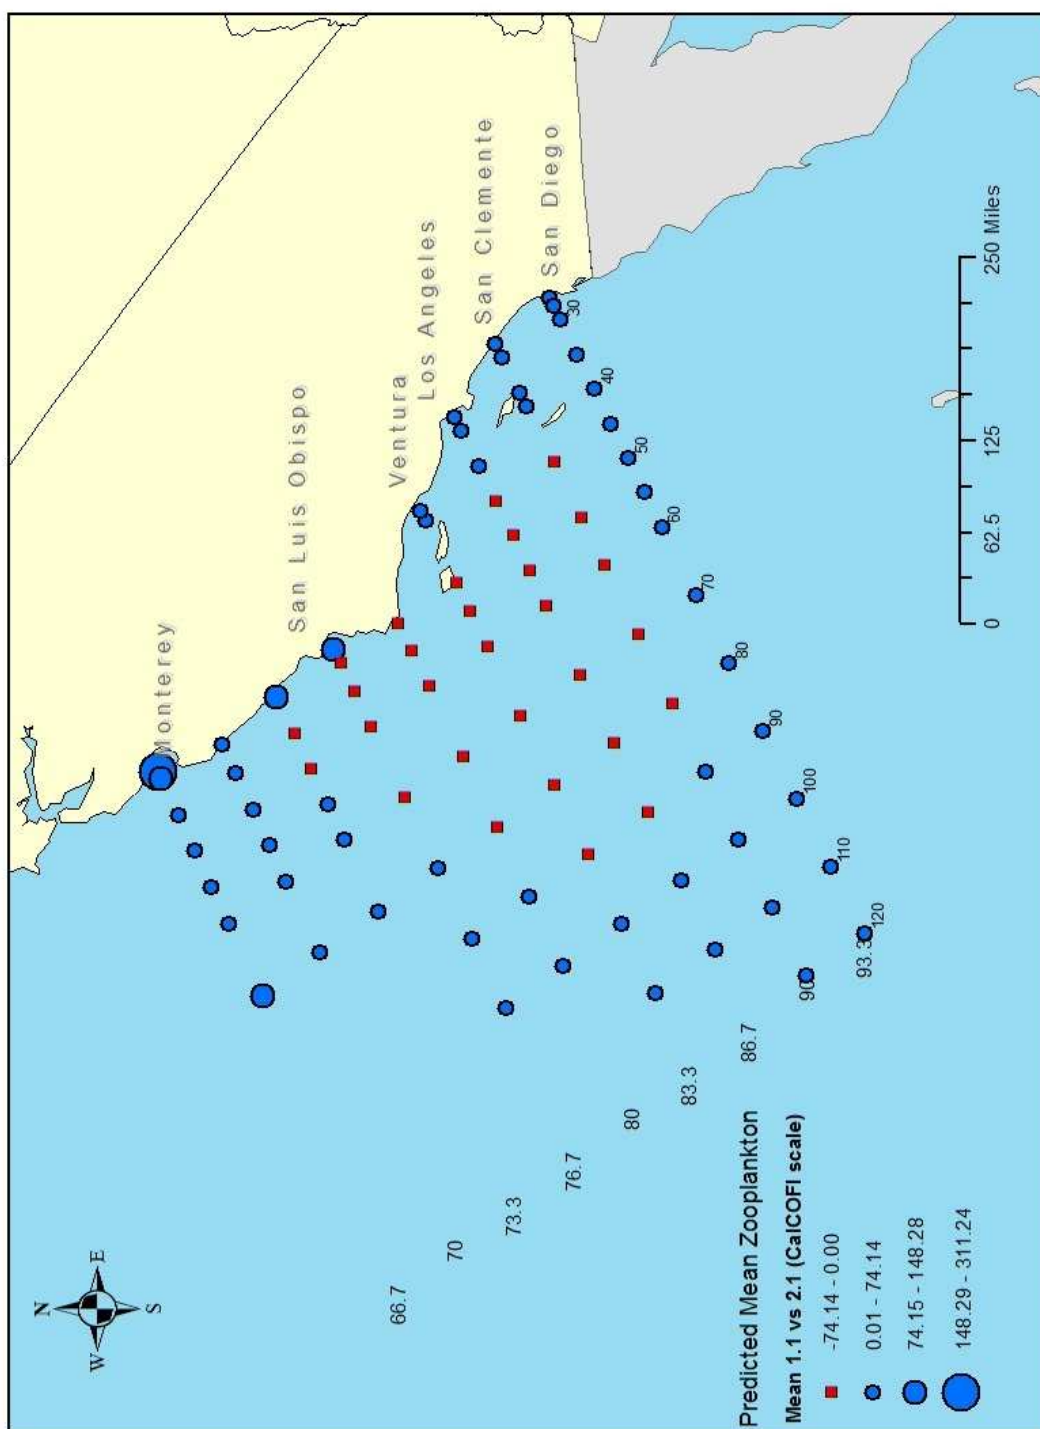 N
W E
S
Monterey
San Luis Obispo
Ventura
Los Angeles
San Clemente
San Diego
30
40
50
60
70
80
90
100
110
120
93.3
90
86.7
83.3
80
76.7
73.3
70
66.7
Predicted Mean Zooplankton
Mean 1.1 vs 2.1 (CalCOFI scale)
-74.14 - 0.00
0.01 - 74.14
74.15 - 148.28
148.29 - 311.24
0 62.5 125 250 Miles